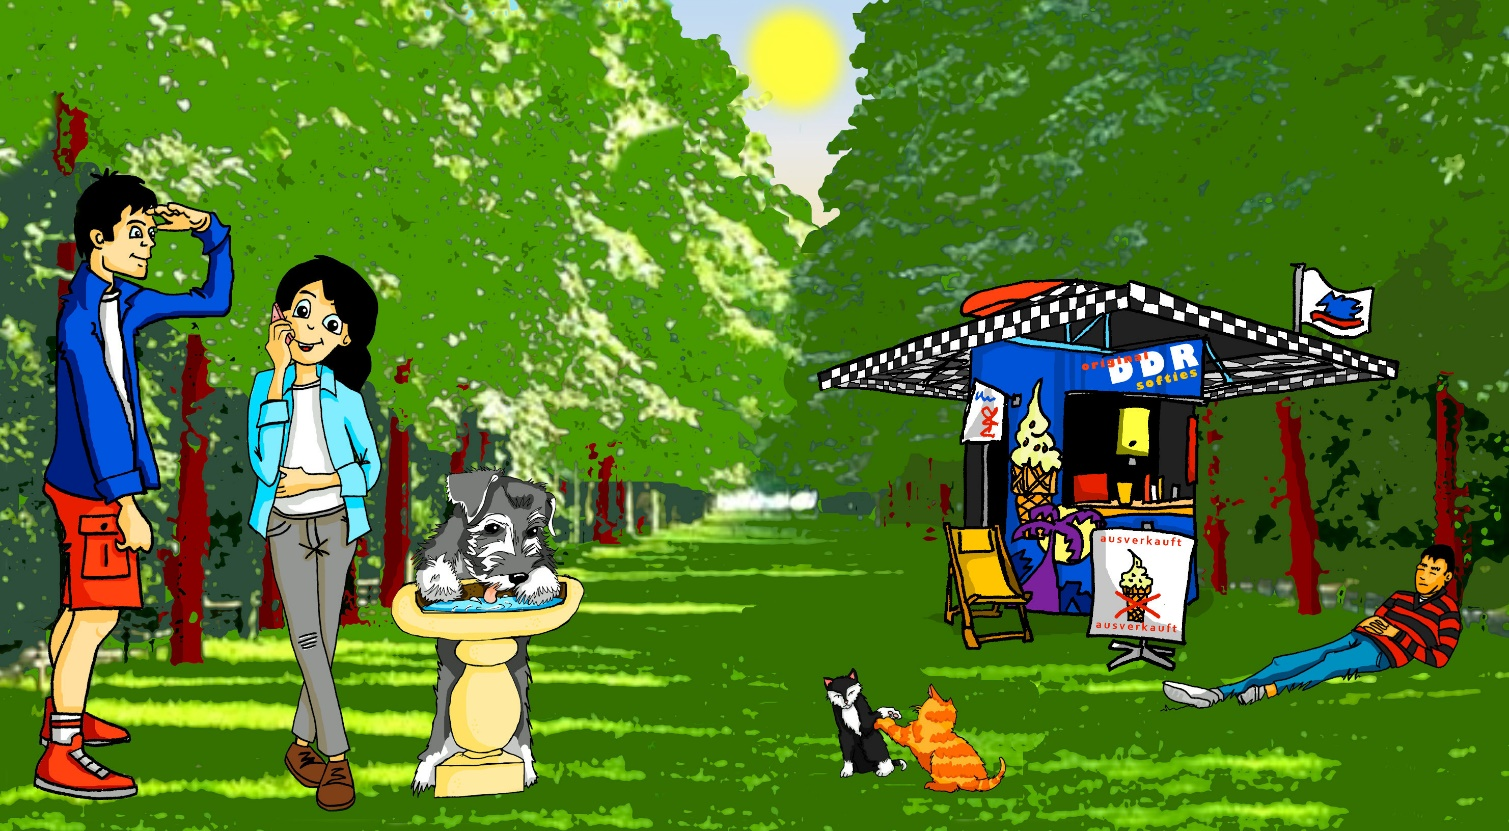 original
DDR
softies
ausverkauft
ausverkauft